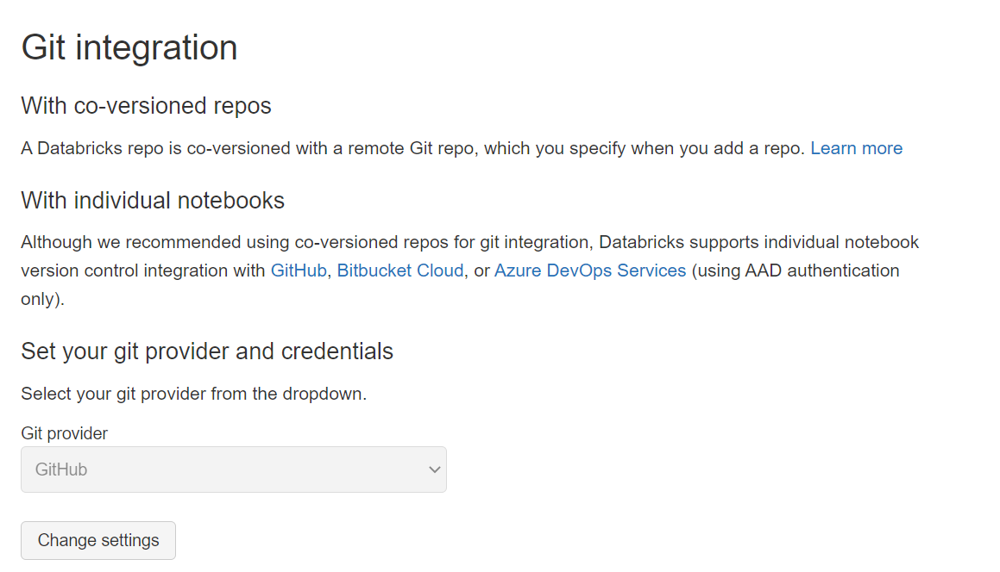 Git integration
With co-versioned repos
A Databricks repo is co-versioned with a remote Git repo, which you specify when you add a repo. Learn more
With individual notebooks
Although we recommended using co-versioned repos for git integration, Databricks supports individual notebook
version control integration with GitHub, Bitbucket Cloud, or Azure DevOps Services (using AAD authentication
only).
Set your git provider and credentials
Select your git provider from the dropdown.
Git provider
GitHub
Change settings